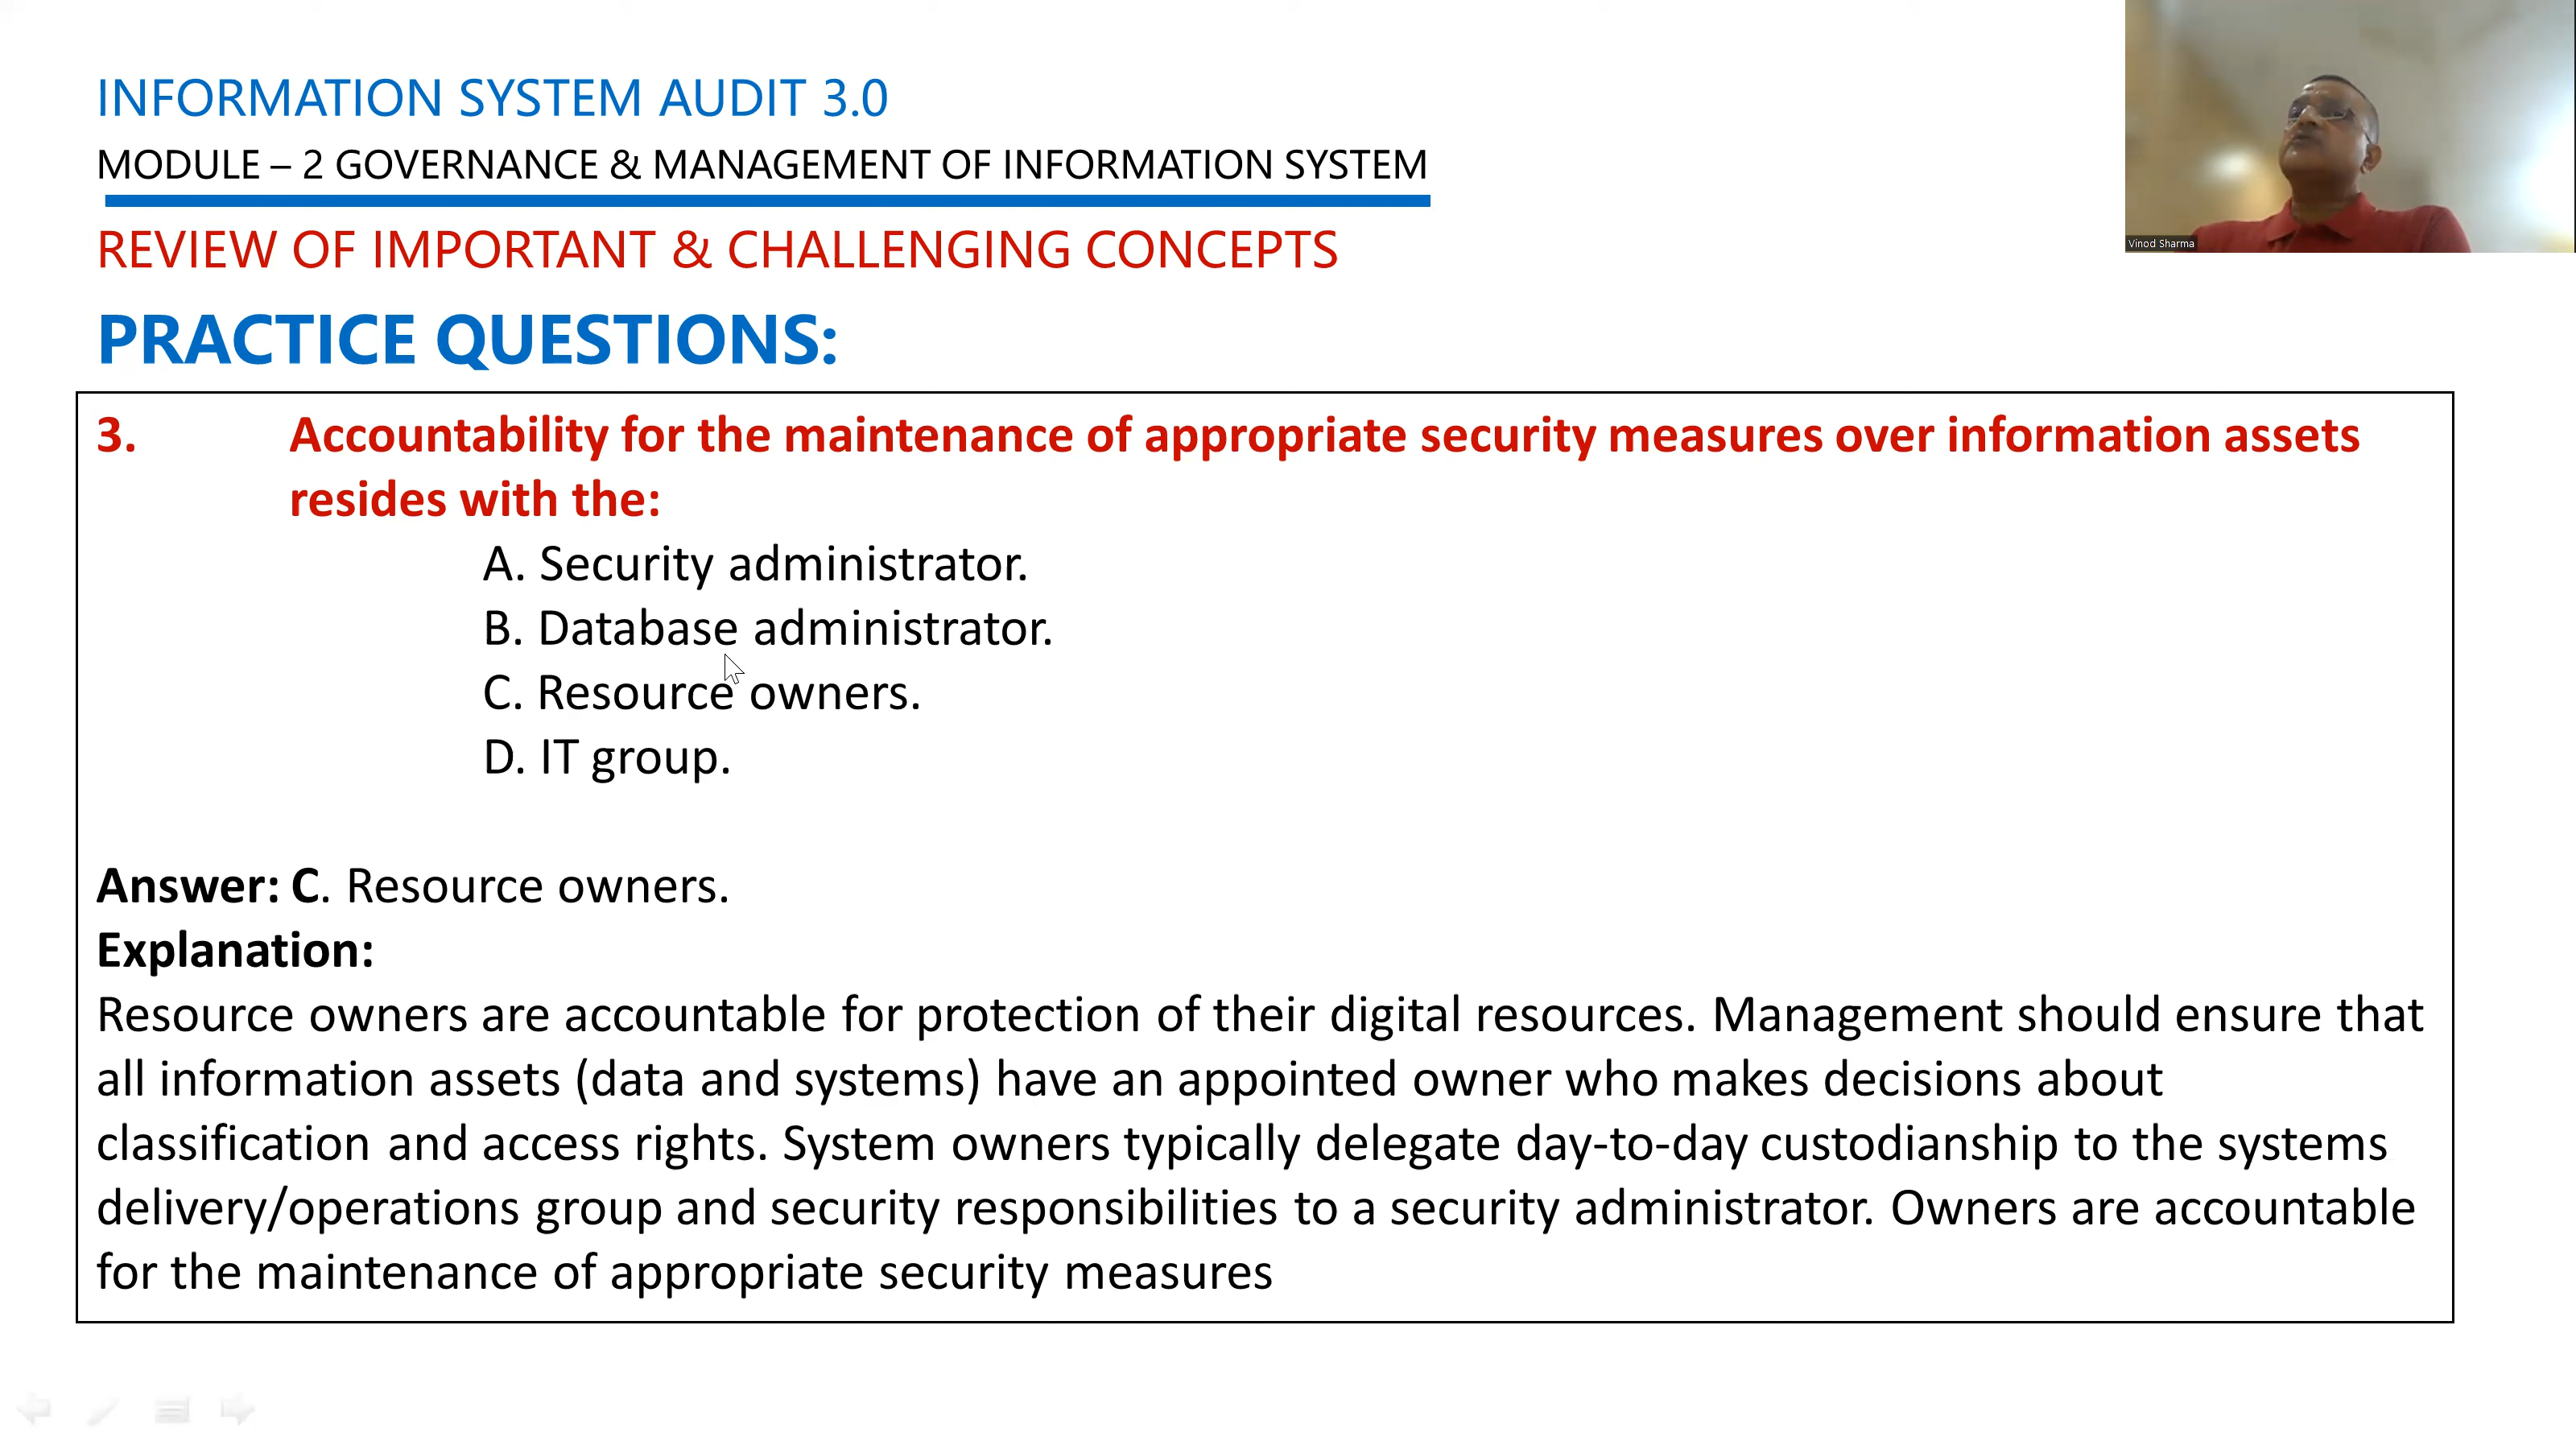 INFORMATION SYSTEM AUDIT 3.0
MODULE – 2 GOVERNANCE & MANAGEMENT OF INFORMATION SYSTEM
REVIEW OF IMPORTANT & CHALLENGING CONCEPTS
PRACTICE QUESTIONS:
Vinod Sharma
3. Accountability for the maintenance of appropriate security measures over information assets
resides with the:
A. Security administrator.
B. Database administrator.
C. Resource owners.
D. IT group.
Answer: C. Resource owners.
Explanation:
Resource owners are accountable for protection of their digital resources. Management should ensure that
all information assets (data and systems) have an appointed owner who makes decisions about
classification and access rights. System owners typically delegate day-to-day custodianship to the systems
delivery/operations group and security responsibilities to a security administrator. Owners are accountable
for the maintenance of appropriate security measures